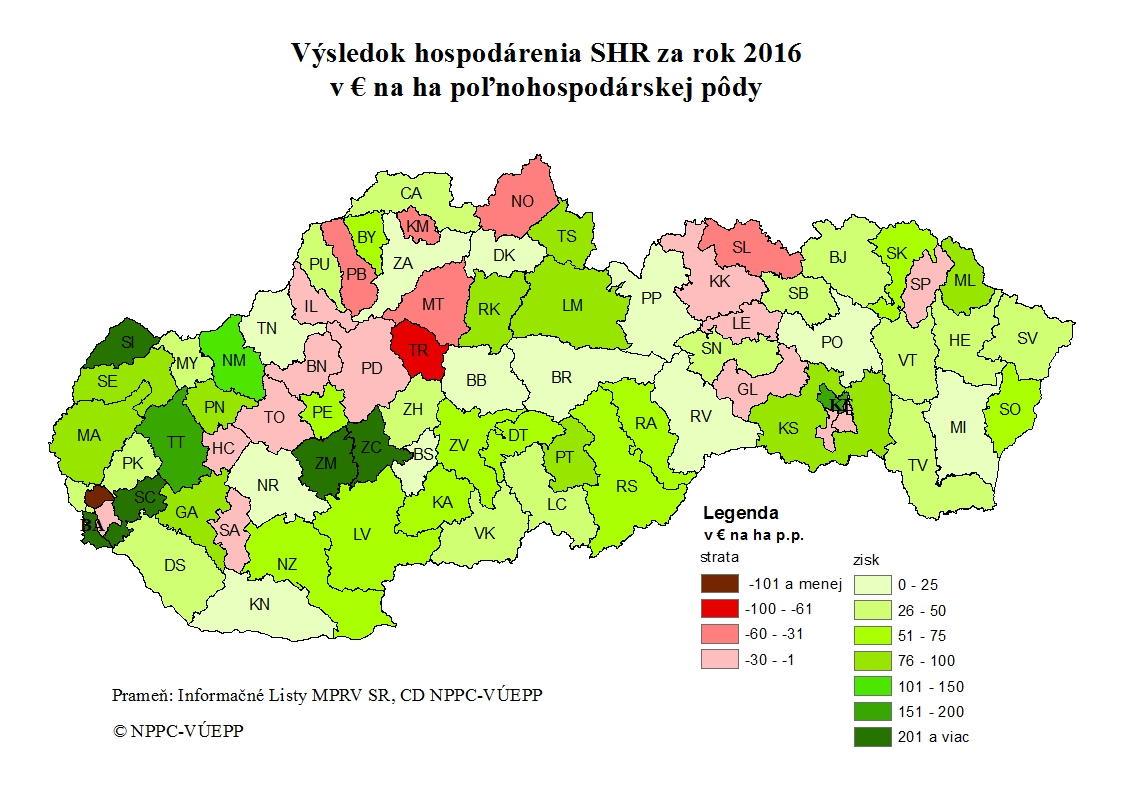 Výsledok hospodárenia SHR za rok 2016
v € na ha poľnohospodárskej pôdy
CA
NO
KM
BY
TS
PU
PB
ZA
DK
SL
BJ
SK
SP
ML
KK
IL
MT
RK
LM
PP
SB
TN
LE
SI
MY
NM
BN
PD
TR
SN
PO
VT
HE
SV
SE
BB
BR
GL
PN
TO
PE
ZH
MA
TT
HC
ZM
ZC
BS
ZV
DT
RA
RV
KS
KE
MI
SO
PK
PT
TV
NR
SC
RS
BA
GA
SA
KA
LC
LV
VK
DS
NZ
KN
Legenda
v € na ha p.p.
strata
zisk
-101 a menej
0 - 25
-100 - -61
26 - 50
-60 - -31
51 - 75
-30 - -1
76 - 100
101 - 150
151 - 200
201 a viac
Prameň: Informačné Listy MPRV SR, CD NPPC-VÚEPP
© NPPC-VÚEPP